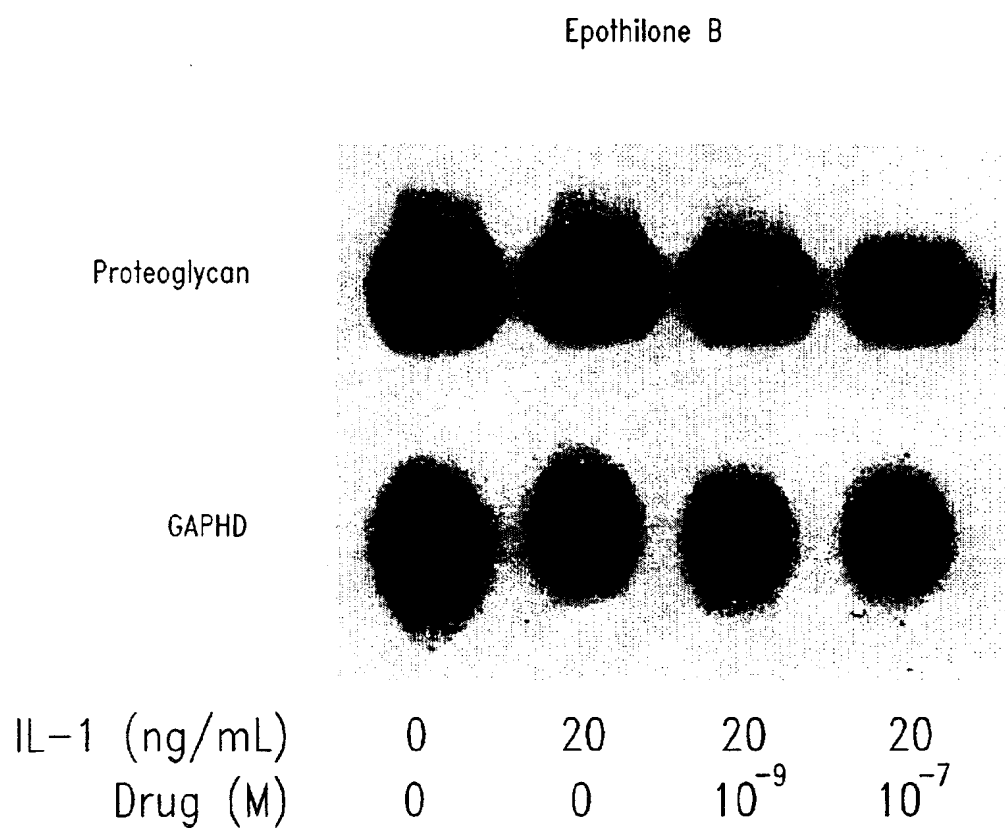 Epothilone B
Proteoglycan
GAPHD
IL-1 (ng/mL) 0 20 20 20
Drug (M) 0 0 10⁻⁹ 10⁻⁷